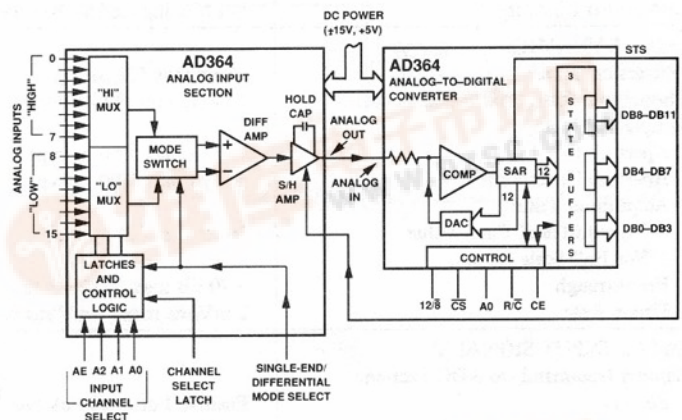 DC POWER
(±15V, +5V)
AD364
ANALOG INPUT
SECTION
AD364
ANALOG–TO–DIGITAL
CONVERTER
STS
ANALOG INPUTS
"HIGH"
"LOW"
0
7
8
15
"HI"
MUX
"LO"
MUX
MODE
SWITCH
+
–
DIFF
AMP
HOLD
CAP
S/H
AMP
ANALOG
OUT
ANALOG
IN
COMP
SAR
12
12
DAC
3
STATE
BUFFERS
DB8–DB11
DB4–DB7
DB0–DB3
CONTROL
12/8̅ C̅S̅ A0 R/C̅ CE
LATCHES
AND
CONTROL
LOGIC
AE A2 A1 A0
INPUT
CHANNEL
SELECT
CHANNEL
SELECT
LATCH
SINGLE-END/
DIFFERENTIAL
MODE SELECT